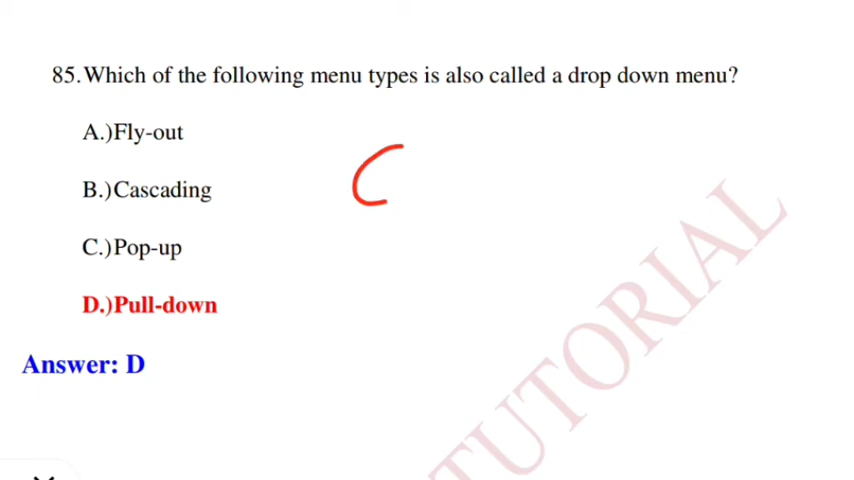 85.Which of the following menu types is also called a drop down menu?
A.)Fly-out
B.)Cascading
C.)Pop-up
D.)Pull-down
Answer: D
TUTORIAL